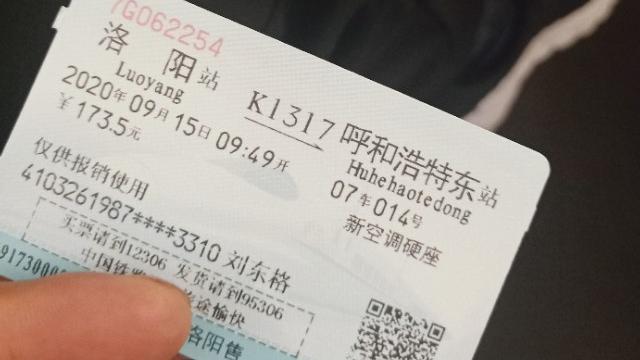 7G062254
洛阳站 K1317 呼和浩特东站
Luoyang Huhehaotedong
2020年09月15日09:49开 07车014号
￥173.5元 新空调硬座
仅供报销使用
4103261987****3310 刘东格
买票请到12306 发货请到95306
中国铁路 途愉快
洛阳售